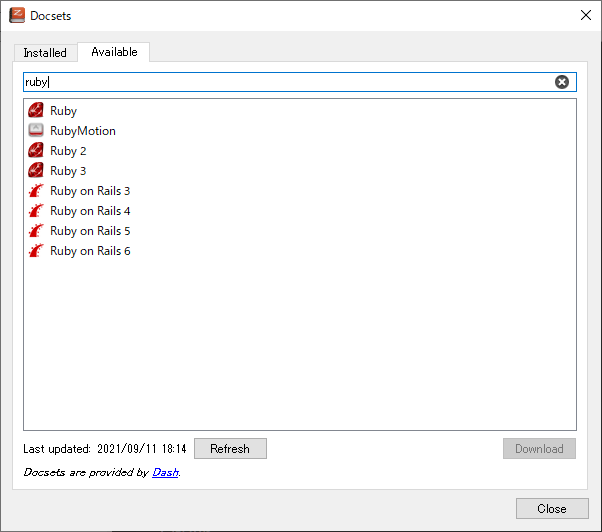 Docsets
Installed Available
ruby
Ruby
RubyMotion
Ruby 2
Ruby 3
Ruby on Rails 3
Ruby on Rails 4
Ruby on Rails 5
Ruby on Rails 6
Last updated: 2021/09/11 18:14 Refresh Download
Docsets are provided by Dash.
Close